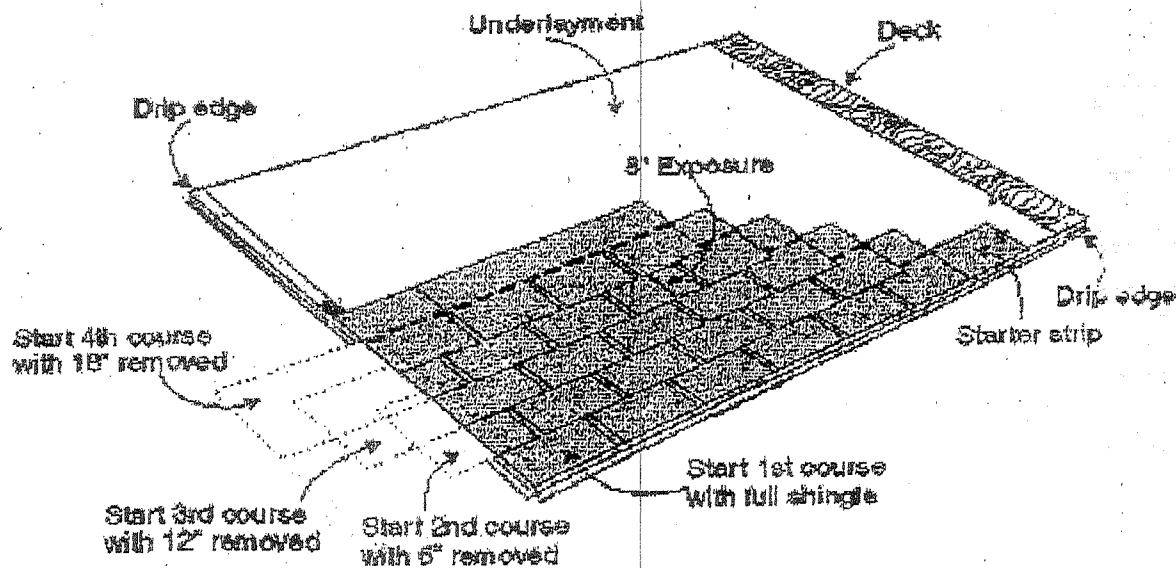 Underlayment
Deck
Drip edge
8" Exposure
Drip edge
Starter strip
Start 4th course
with 18" removed
Start 1st course
with full shingle
Start 3rd course
with 12" removed
Start 2nd course
with 6" removed